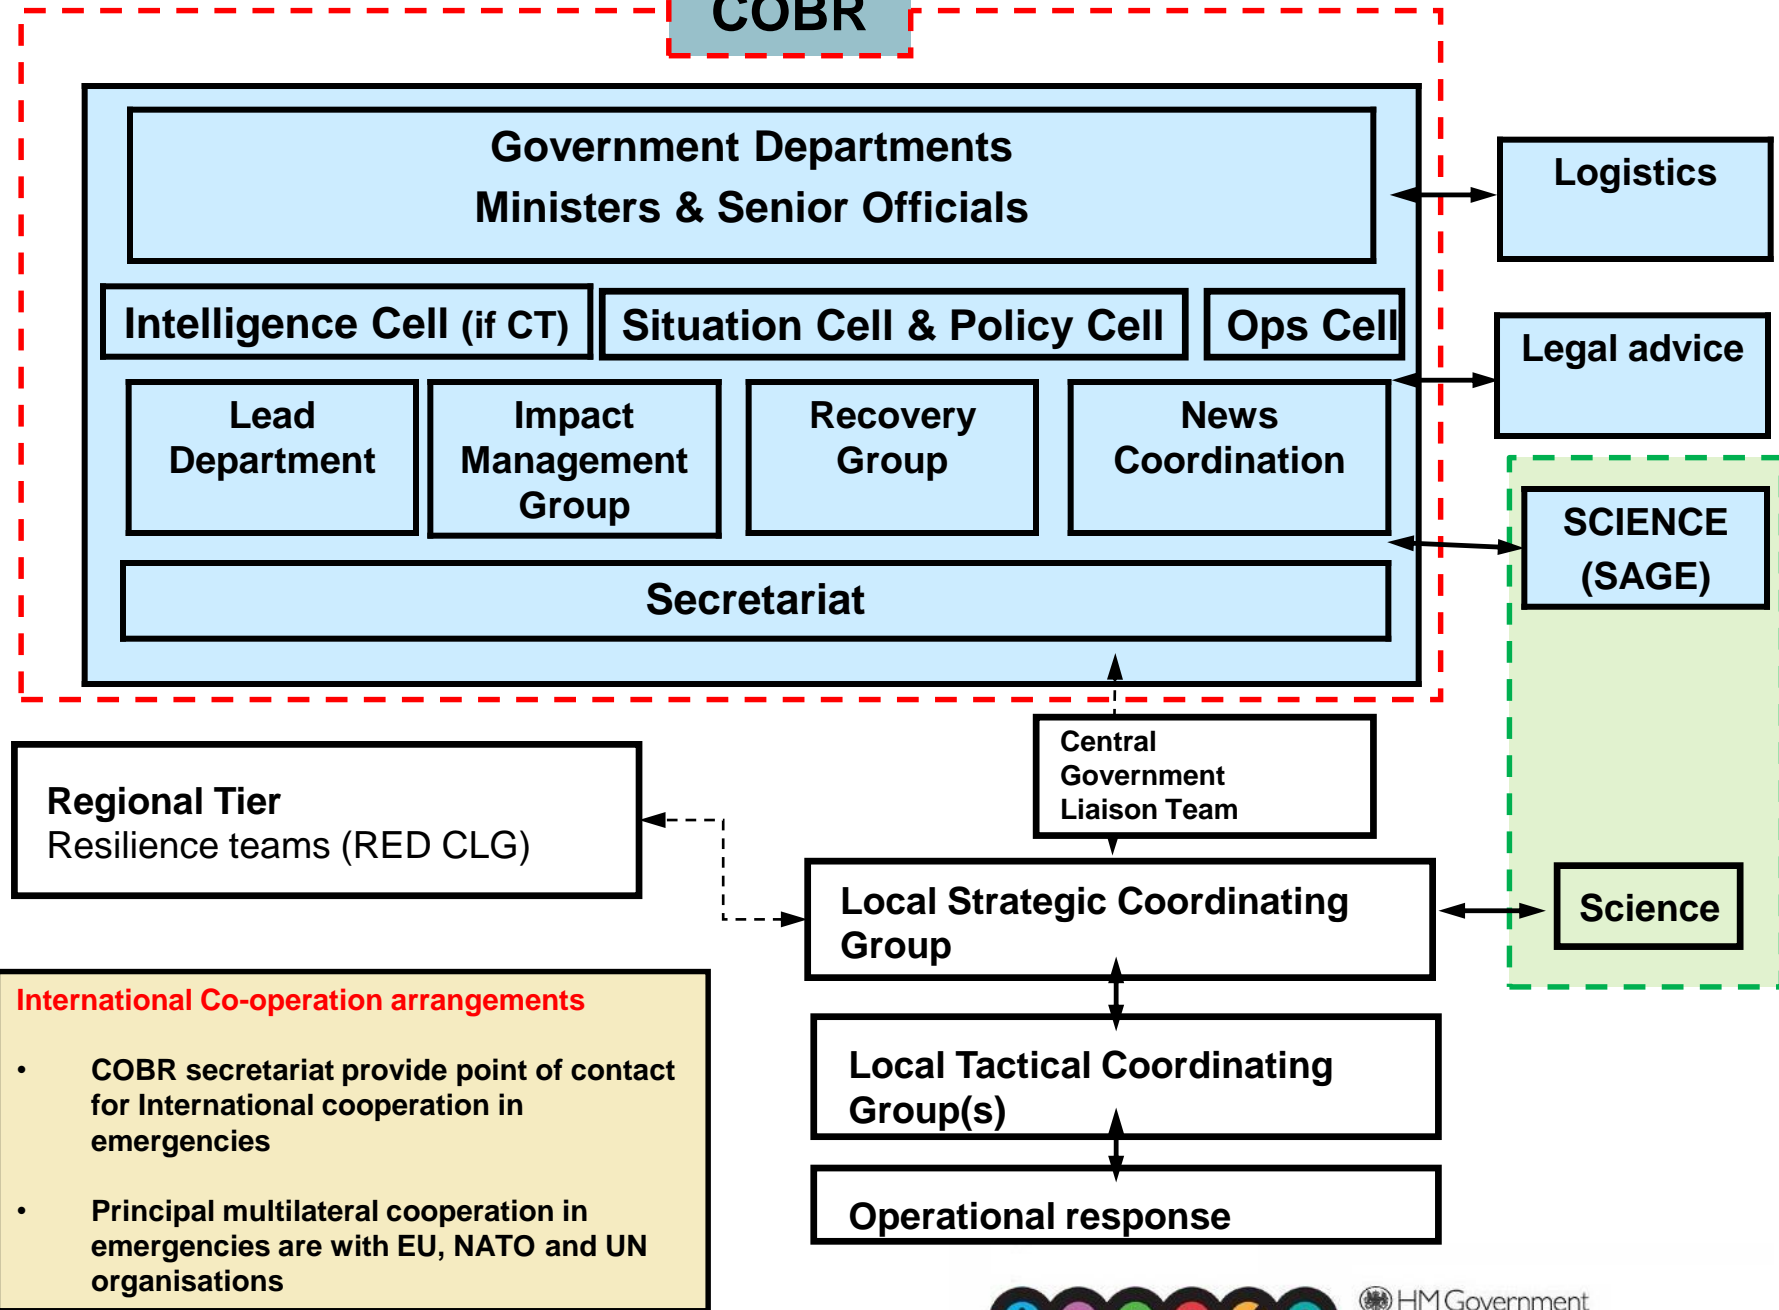 COBR
Government Departments
Ministers & Senior Officials
Logistics
Intelligence Cell (if CT)
Situation Cell & Policy Cell
Ops Cell
Legal advice
Lead
Department
Impact
Management
Group
Recovery
Group
News
Coordination
SCIENCE
(SAGE)
Secretariat
Central
Government
Liaison Team
Regional Tier
Resilience teams (RED CLG)
Local Strategic Coordinating
Group
Science
International Co-operation arrangements
• COBR secretariat provide point of contact
for International cooperation in
emergencies
• Principal multilateral cooperation in
emergencies are with EU, NATO and UN
organisations
Local Tactical Coordinating
Group(s)
Operational response
HM Government